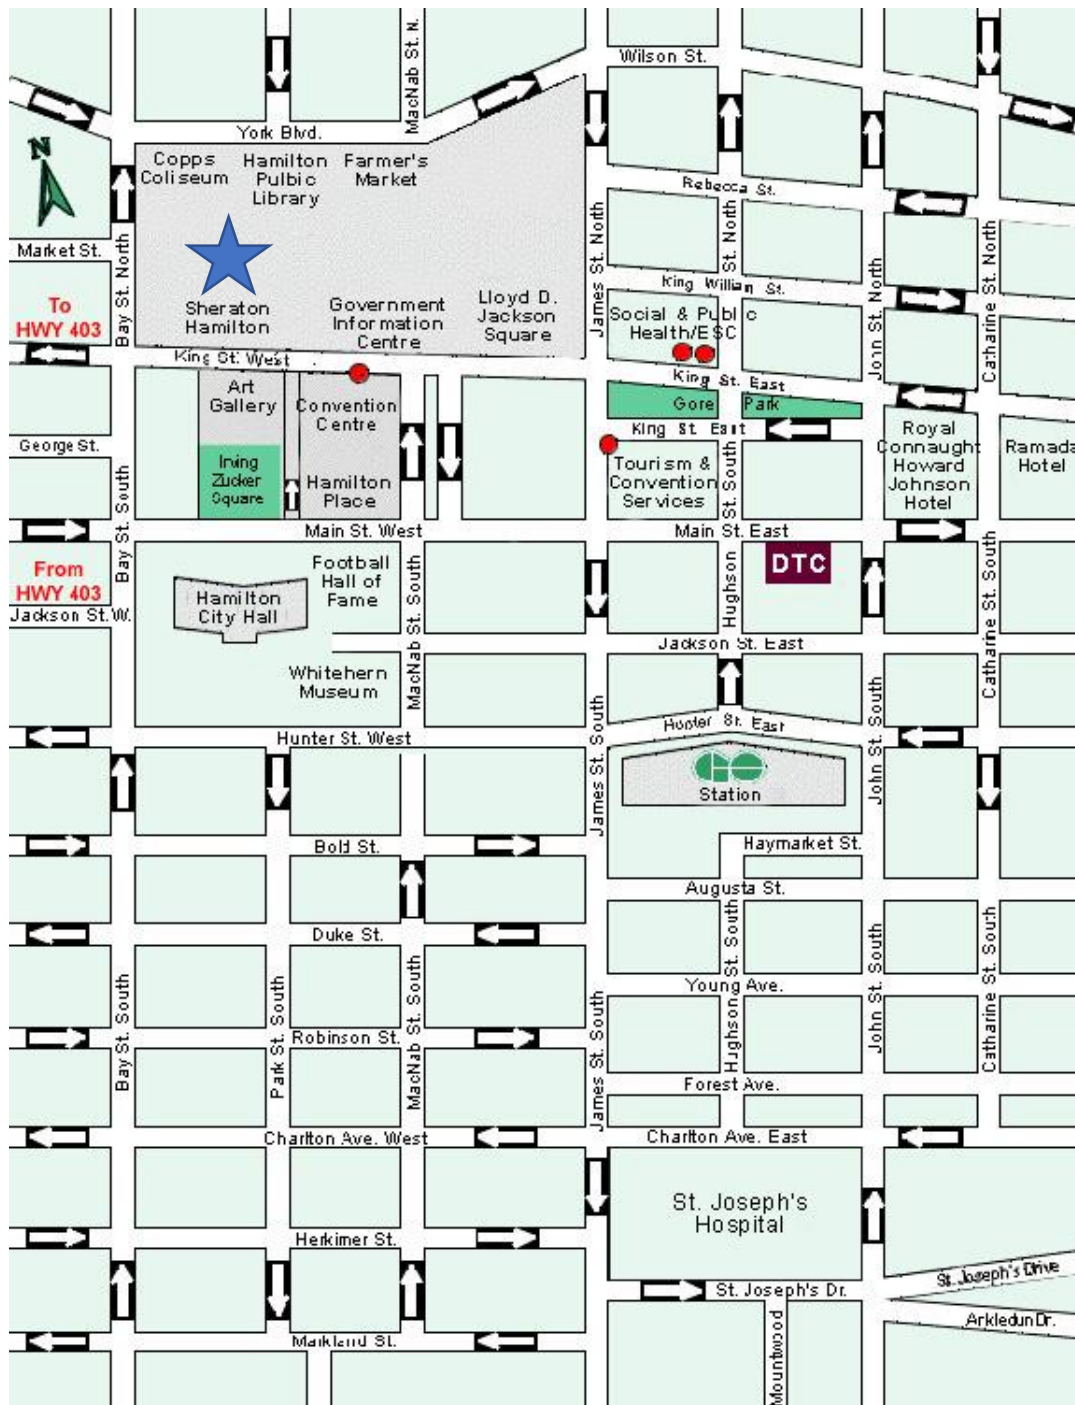 Wilson St.
MacNab St. N.
York Blvd.
N
Copps
Coliseum
Hamilton
Pulbic
Library
Farmer's
Market
Rebecca St.
Market St.
Bay St. North
James St. North
St. North
John St. North
Catharine St. North
King Willian St.
To
HWY 403
Sheraton
Hamilton
Government
Information
Centre
Lloyd D.
Jackson
Square
Social & Public
Health/ESC
King St. West
King St. East
Art
Gallery
Convention
Centre
Gore Park
King St. East
George St.
Irving
Zucker
Square
Hamilton
Place
Tourism &
Convention
Services
Royal
Connaught
Howard
Johnson
Hotel
Ramada
Hotel
Bay St. South
Main St. West
Main St. East
Hughson
St. South
From
HWY 403
Football
Hall of
Fame
DTC
Jackson St. W.
Hamilton
City Hall
MacNab St. South
Jackson St. East
Catharine St. South
Whitehern
Museum
Hunter St. West
Hunter St. East
James St. South
John St. South
GO
Station
Bold St.
Haymarket St.
Augusta St.
Duke St.
Hughson St. South
John St. South
Catharine St. South
Young Ave.
Bay St. South
Park St. South
MacNab St. South
James St. South
Robinson St.
Forest Ave.
Charlton Ave. West
Charlton Ave. East
St. Joseph's
Hospital
Herkimer St.
St. Joseph's Drive
St. Joseph's Dr.
Arkledun Dr.
Markland St.
Mountwood